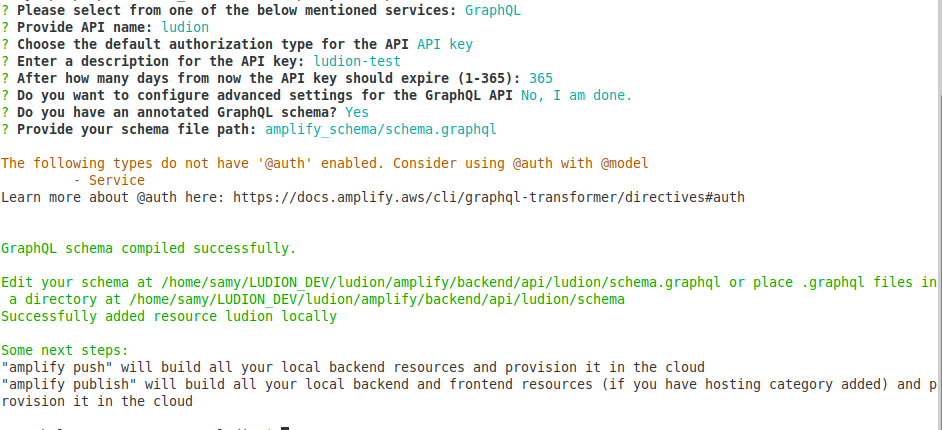 ? Please select from one of the below mentioned services: GraphQL
? Provide API name: ludion
? Choose the default authorization type for the API API key
? Enter a description for the API key: ludion-test
? After how many days from now the API key should expire (1-365): 365
? Do you want to configure advanced settings for the GraphQL API No, I am done.
? Do you have an annotated GraphQL schema? Yes
? Provide your schema file path: amplify_schema/schema.graphql
The following types do not have '@auth' enabled. Consider using @auth with @model
- Service
Learn more about @auth here: https://docs.amplify.aws/cli/graphql-transformer/directives#auth
GraphQL schema compiled successfully.
Edit your schema at /home/samy/LUDION_DEV/ludion/amplify/backend/api/ludion/schema.graphql or place .graphql files in
a directory at /home/samy/LUDION_DEV/ludion/amplify/backend/api/ludion/schema
Successfully added resource ludion locally
Some next steps:
"amplify push" will build all your local backend resources and provision it in the cloud
"amplify publish" will build all your local backend and frontend resources (if you have hosting category added) and p
rovision it in the cloud